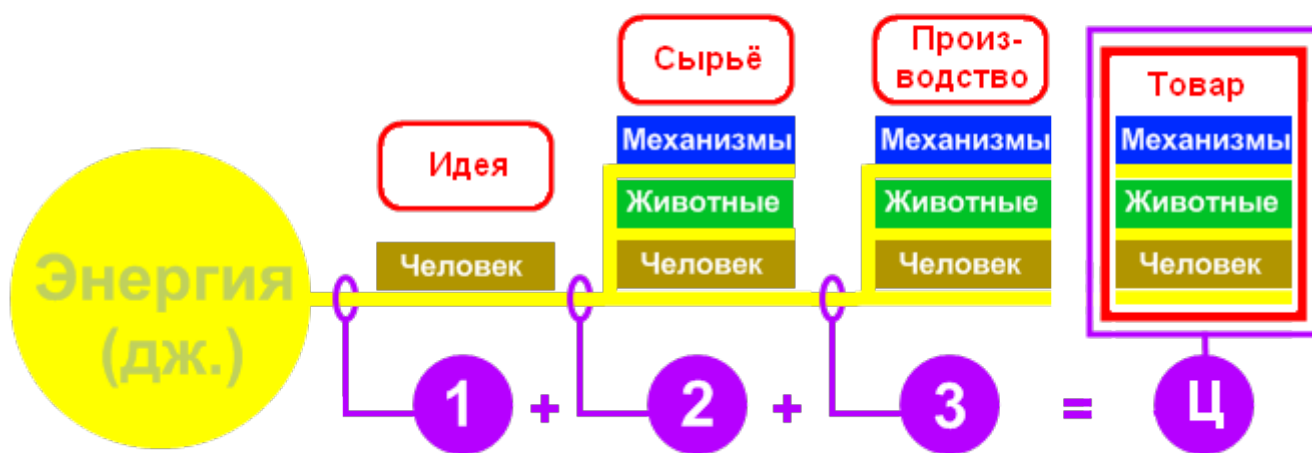 Энергия
(дж.)
Идея
Человек
Сырьё
Механизмы
Животные
Человек
Произ-
водство
Механизмы
Животные
Человек
Товар
Механизмы
Животные
Человек
1 + 2 + 3 = Ц